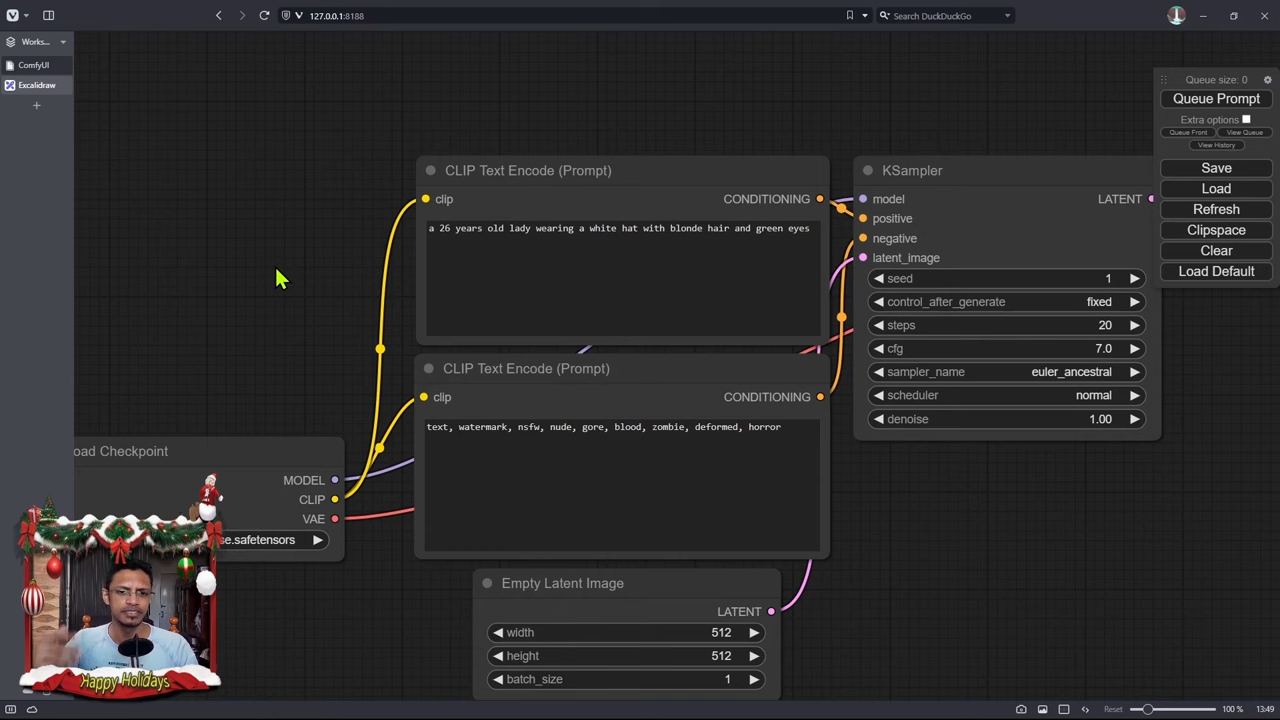 127.0.0.1:8188
Search DuckDuckGo
Works...
ComfyUI
Excalidraw
Queue size: 0
Queue Prompt
Extra options
Queue Front
View Queue
View History
Save
Load
Refresh
Clipspace
Clear
Load Default
CLIP Text Encode (Prompt)
clip
CONDITIONING
a 26 years old lady wearing a white hat with blonde hair and green eyes
KSampler
model
LATENT
positive
negative
latent_image
seed 1
control_after_generate fixed
steps 20
cfg 7.0
sampler_name euler_ancestral
scheduler normal
denoise 1.00
CLIP Text Encode (Prompt)
clip
CONDITIONING
text, watermark, nsfw, nude, gore, blood, zombie, deformed, horror
oad Checkpoint
MODEL
CLIP
VAE
se.safetensors
Empty Latent Image
LATENT
width 512
height 512
batch_size 1
Happy Holidays
Reset
100 %
13:49